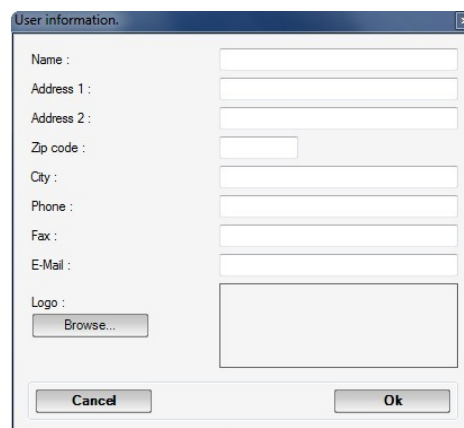 User information.
Name :
Address 1 :
Address 2 :
Zip code :
City :
Phone :
Fax :
E-Mail :
Logo :
Browse...
Cancel Ok